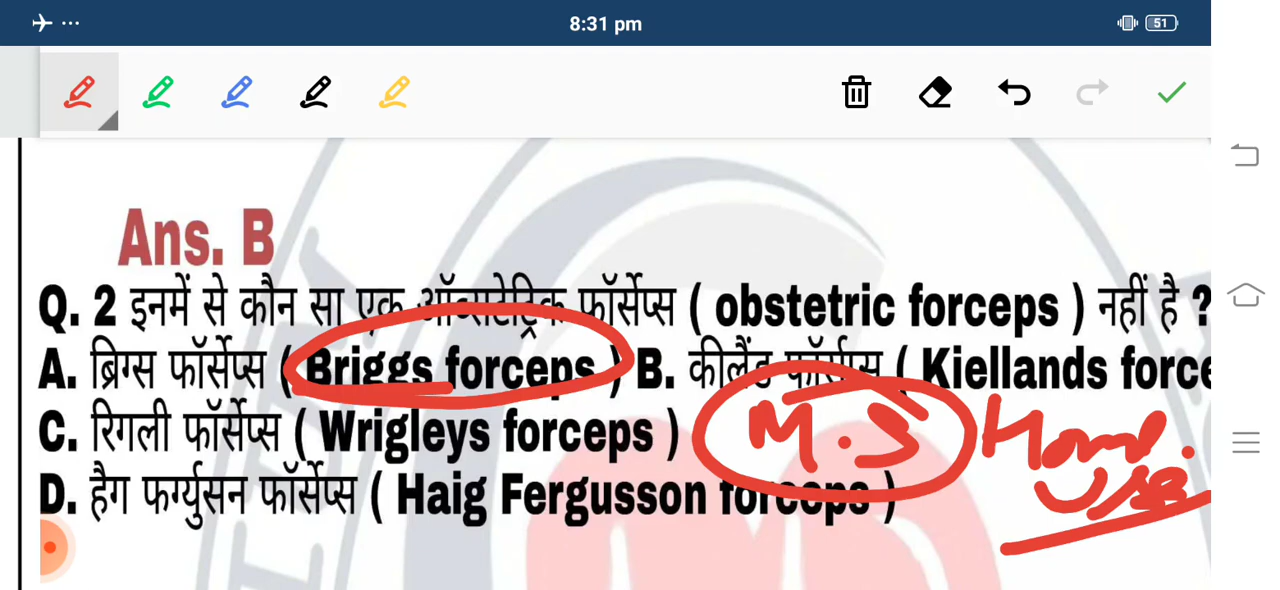 8:31 pm
51
Ans. B
Q. 2 इनमें से कौन सा एक ऑब्सटेट्रिक फॉर्सेप्स ( obstetric forceps ) नहीं है ?
A. ब्रिग्स फॉर्सेप्स ( Briggs forceps ) B. कीलैंड फॉर्सेप्स ( Kiellands force
C. रिगली फॉर्सेप्स ( Wrigleys forceps ) M.S
D. हैग फर्ग्युसन फॉर्सेप्स ( Haig Fergusson forceps )